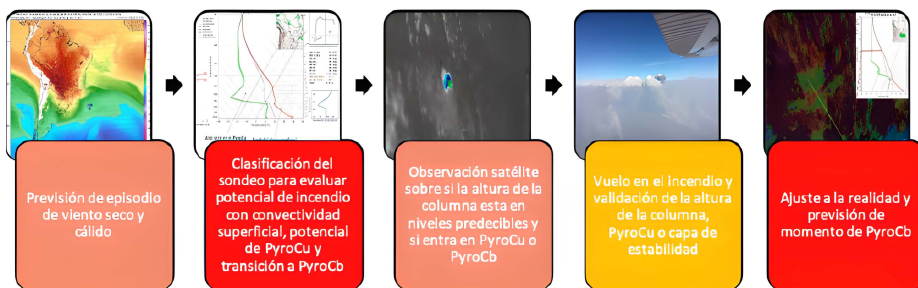 Previsión de episodio
de viento seco y
cálido
Clasificación del
sondeo para evaluar
potencial de incendio
con convectividad
superficial, potencial
de PyroCu y
transición a PyroCb
Observación satélite
sobre si la altura de la
columna esta en
niveles predecibles y
si entra en PyroCu o
PyroCb
Vuelo en el incendio y
validación de la altura
de la columna,
PyroCu o capa de
estabilidad
Ajuste a la realidad y
previsión de
momento de PyroCb